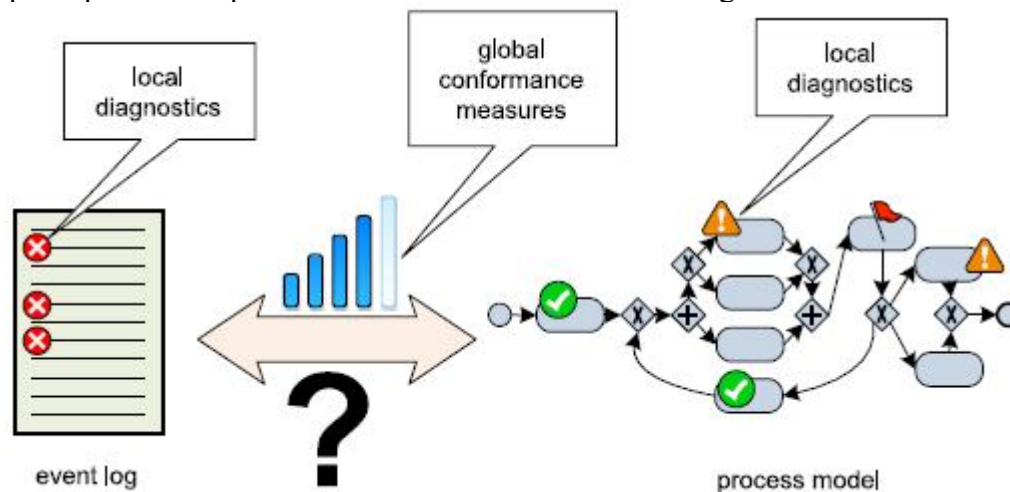 local
diagnostics
global
conformance
measures
local
diagnostics
?
event log
process model